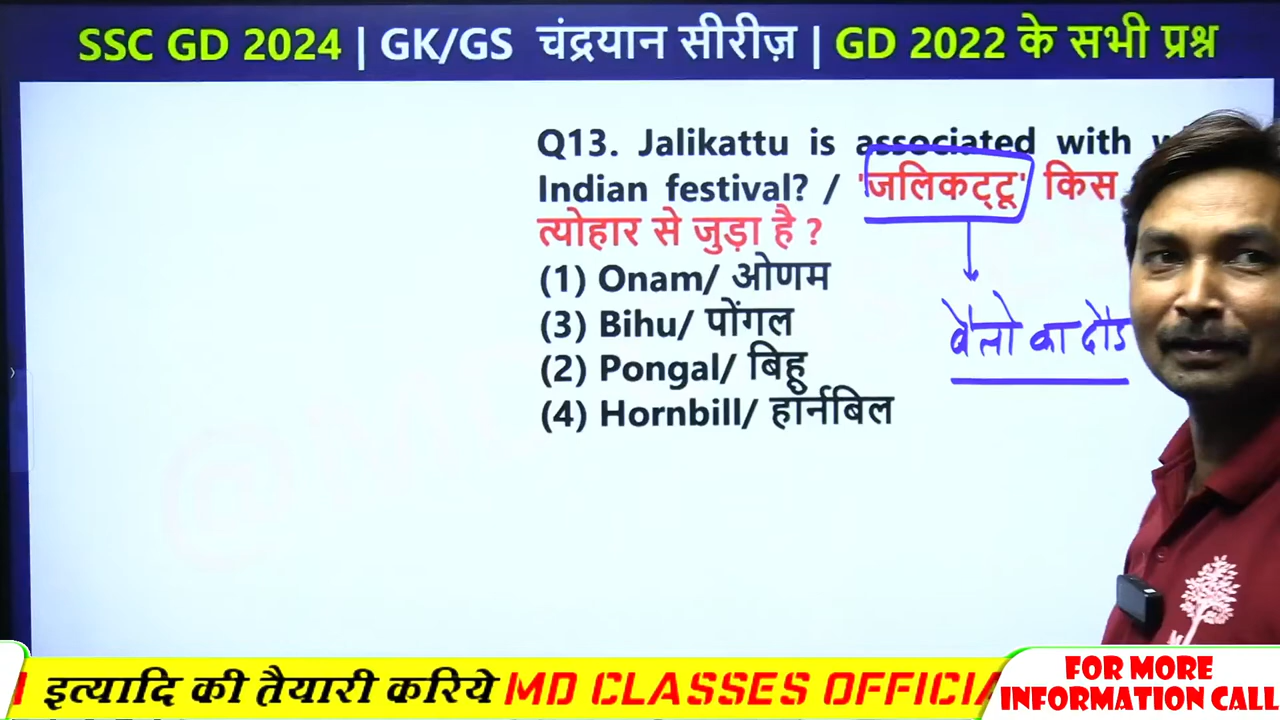 SSC GD 2024 | GK/GS चंद्रयान सीरीज़ | GD 2022 के सभी प्रश्न
Q13. Jalikattu is associated with
Indian festival? / 'जलिकट्टू' किस
त्योहार से जुड़ा है ?
(1) Onam/ ओणम
(3) Bihu/ पोंगल
(2) Pongal/ बिहू
(4) Hornbill/ हॉर्नबिल
बैलो का दौड
इत्यादि की तैयारी करिये MD CLASSES OFFICIA
FOR MORE
INFORMATION CALL